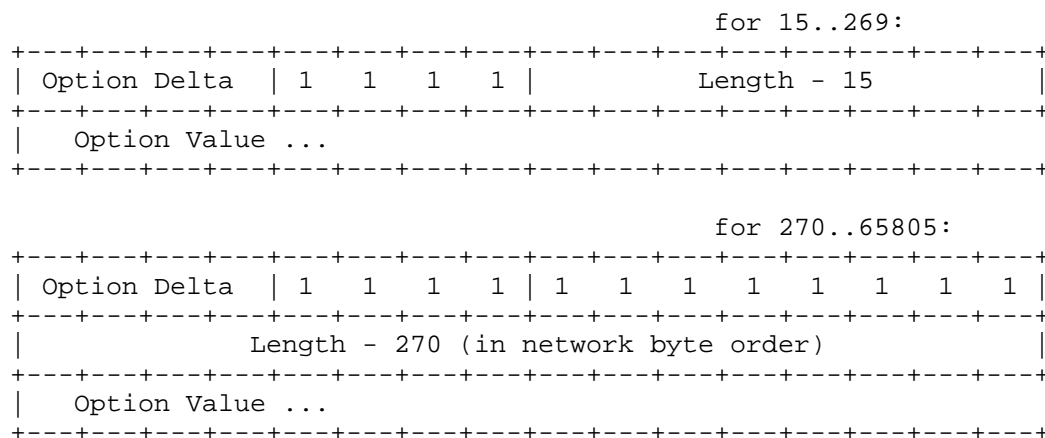 for 15..269:
+---+---+---+---+---+---+---+---+---+---+---+---+---+---+---+---+
| Option Delta  | 1   1   1   1 |          Length - 15          |
+---+---+---+---+---+---+---+---+---+---+---+---+---+---+---+---+
|   Option Value ...
+---+---+---+---+---+---+---+---+---+---+---+---+---+---+---+---+
for 270..65805:
+---+---+---+---+---+---+---+---+---+---+---+---+---+---+---+---+
| Option Delta  | 1   1   1   1 | 1   1   1   1   1   1   1   1 |
+---+---+---+---+---+---+---+---+---+---+---+---+---+---+---+---+
|              Length - 270 (in network byte order)             |
+---+---+---+---+---+---+---+---+---+---+---+---+---+---+---+---+
|   Option Value ...
+---+---+---+---+---+---+---+---+---+---+---+---+---+---+---+---+